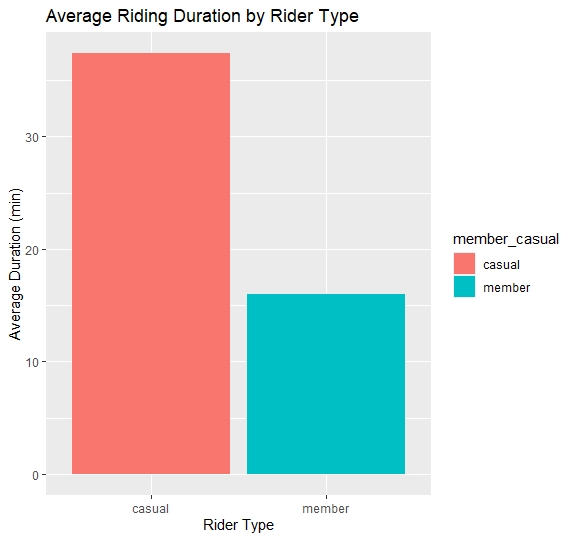 Average Riding Duration by Rider Type
Average Duration (min)
30
20
10
0
casual
member
Rider Type
member_casual
casual
member